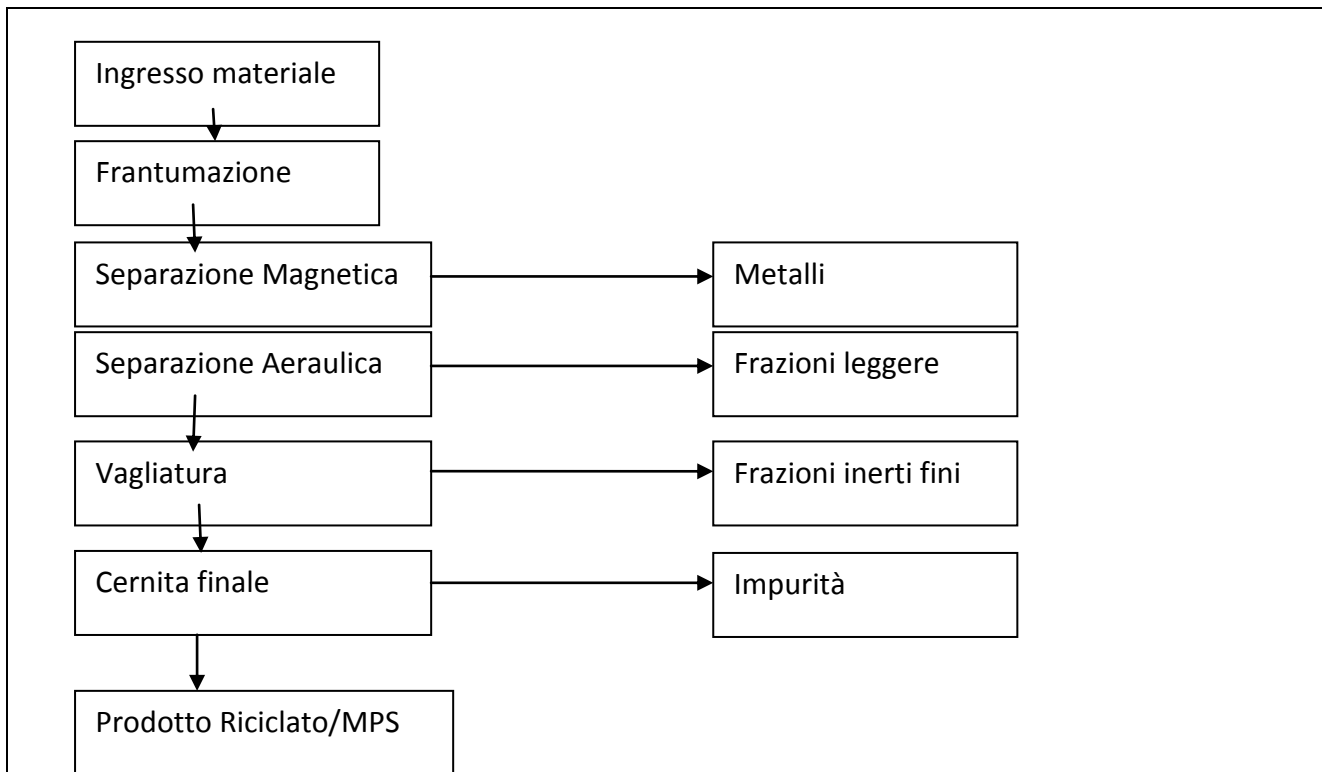 Ingresso materiale
Frantumazione
Separazione Magnetica
Metalli
Separazione Aeraulica
Frazioni leggere
Vagliatura
Frazioni inerti fini
Cernita finale
Impurità
Prodotto Riciclato/MPS